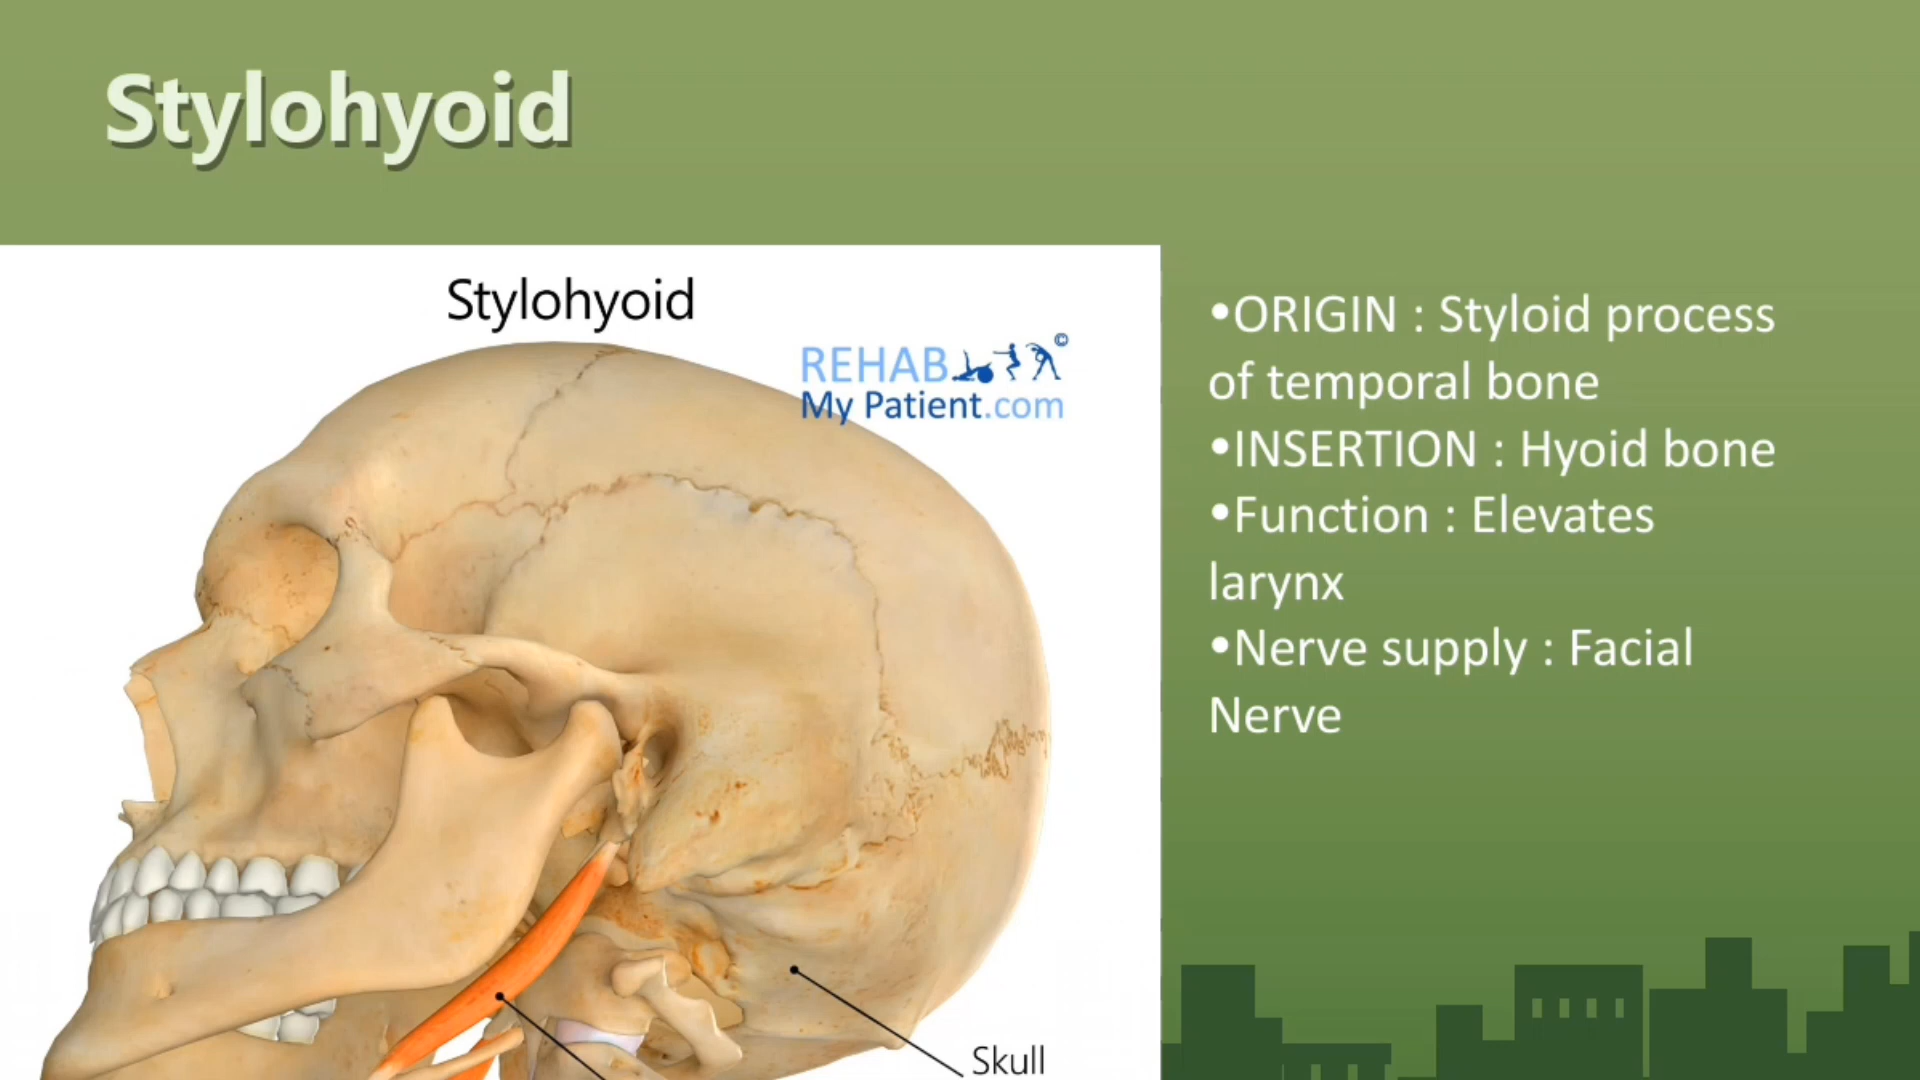 Stylohyoid
Stylohyoid
REHAB ©
My Patient.com
•ORIGIN : Styloid process
of temporal bone
•INSERTION : Hyoid bone
•Function : Elevates
larynx
•Nerve supply : Facial
Nerve
Skull